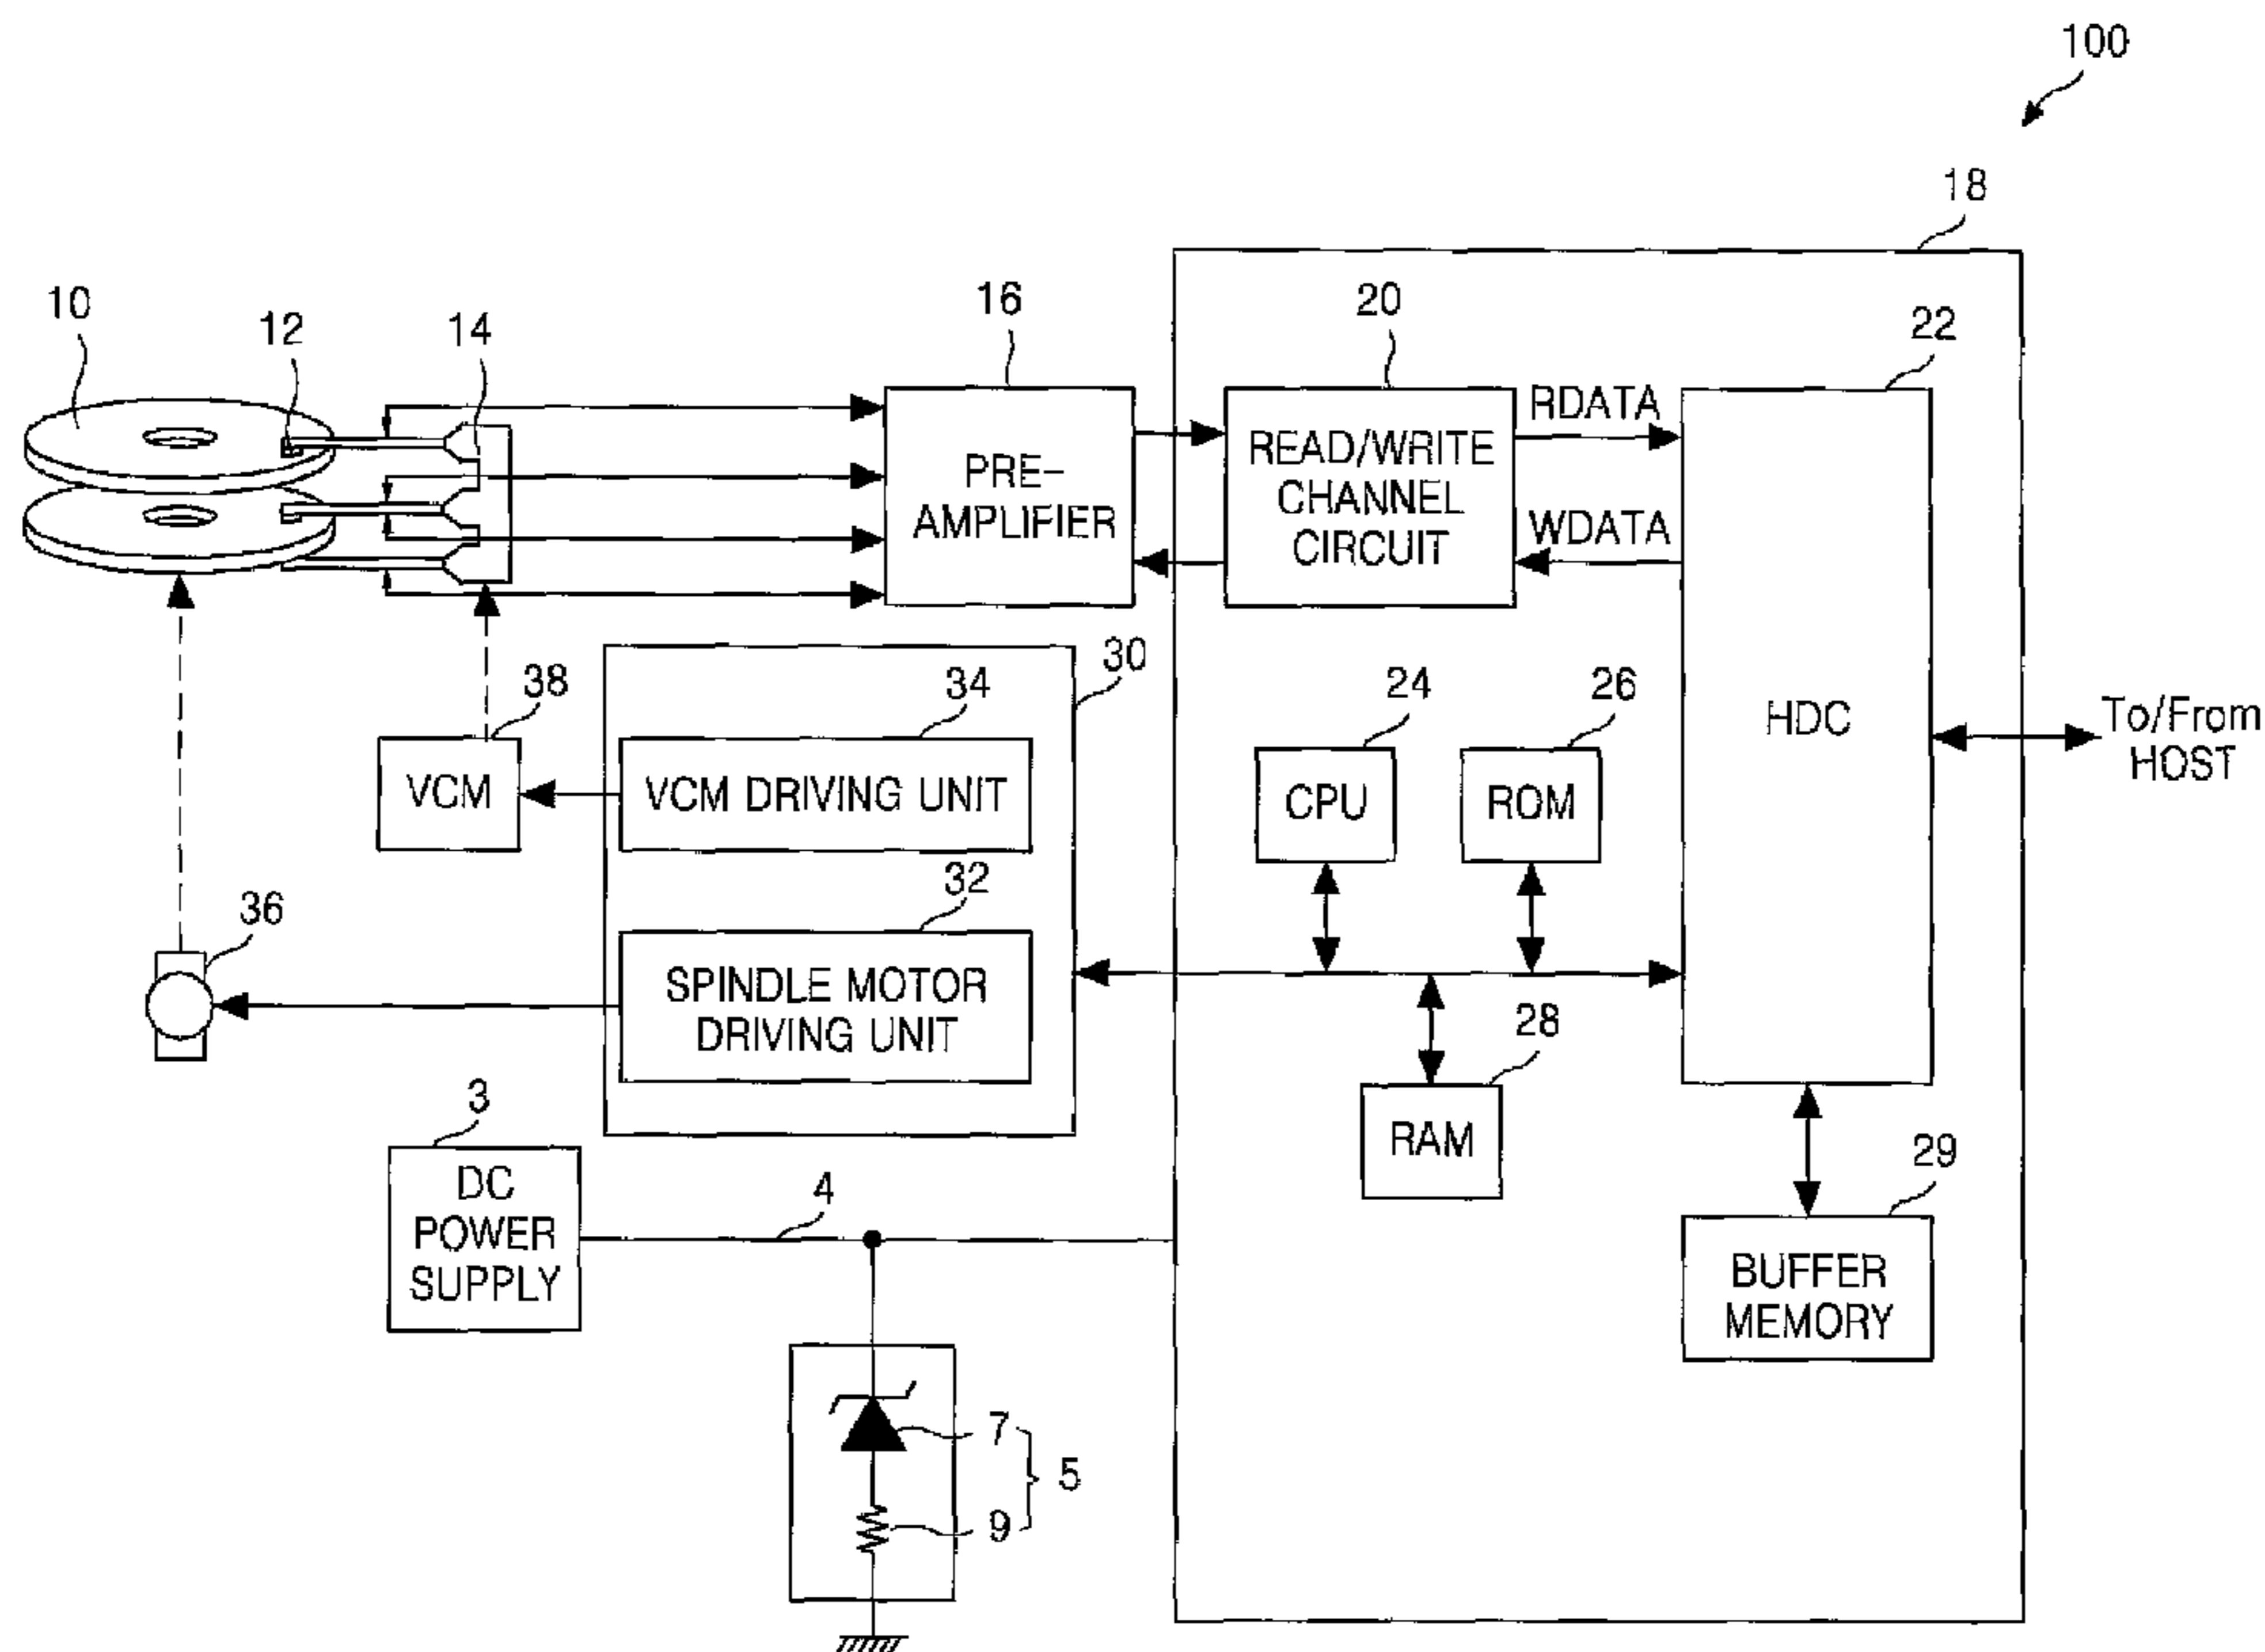 100
18
10
12
14
16
20
22
PRE-
AMPLIFIER
READ/WRITE
CHANNEL
CIRCUIT
RDATA
WDATA
HDC
To/From
HOST
30
38
34
VCM
VCM DRIVING UNIT
24
26
CPU
ROM
36
32
SPINDLE MOTOR
DRIVING UNIT
28
RAM
3
DC
POWER
SUPPLY
4
29
BUFFER
MEMORY
7
5
9